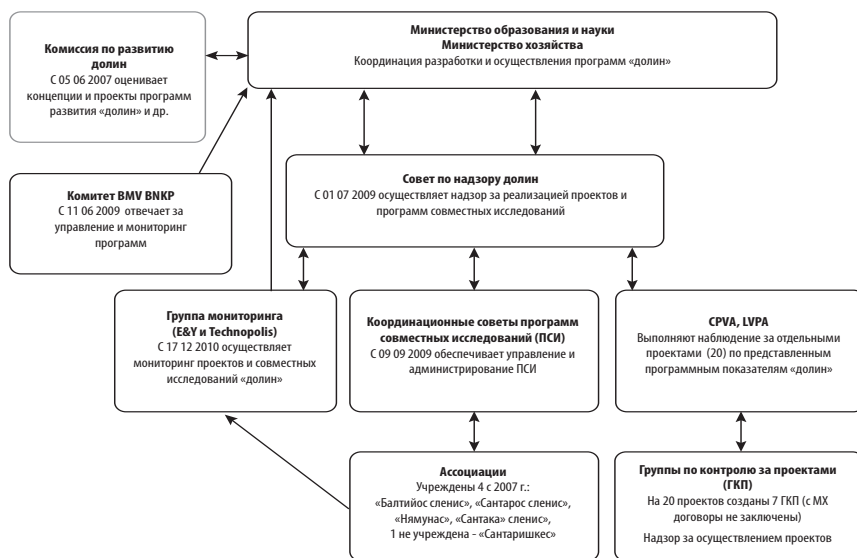 Комиссия по развитию
долин
С 05 06 2007 оценивает
концепции и проекты программ
развития «долин» и др.
Министерство образования и науки
Министерство хозяйства
Координация разработки и осуществления программ «долин»
Комитет BMV BNKP
С 11 06 2009 отвечает за
управление и мониторинг
программ
Совет по надзору долин
С 01 07 2009 осуществляет надзор за реализацией проектов и
программ совместных исследований
Группа мониторинга
(E&Y и Technopolis)
С 17 12 2010 осуществляет
мониторинг проектов и совместных
исследований «долин»
Координационные советы программ
совместных исследований (ПСИ)
С 09 09 2009 обеспечивает управление и
администрирование ПСИ
CPVA, LVPA
Выполняют наблюдение за отдельными
проектами (20) по представленным
программным показателям «долин»
Ассоциации
Учреждены 4 с 2007 г.:
«Балтийос сленис», «Сантарос сленис»,
«Нямунас», «Сантака» сленис»,
1 не учреждена - «Сантаришкес»
Группы по контролю за проектами
(ГКП)
На 20 проектов созданы 7 ГКП (с МХ
договоры не заключены)
Надзор за осуществлением проектов